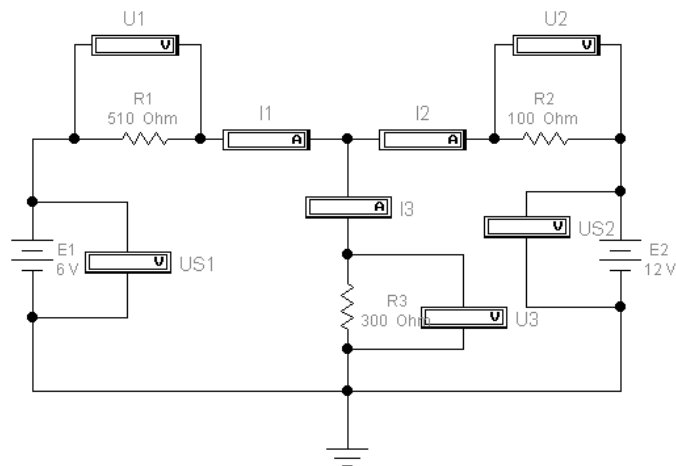 U1
U2
V
V
R1
510 Ohm
I1
I2
R2
100 Ohm
A
A
I3
A
E1
6 V
V
US1
V
US2
E2
12 V
R3
300 Ohm
V
U3